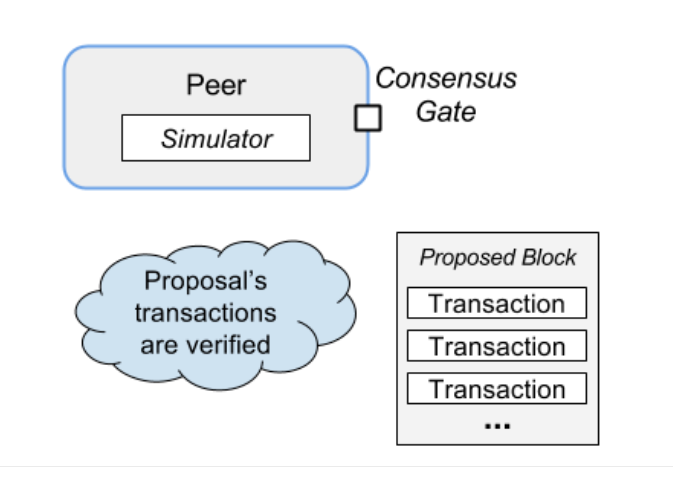 Peer
Simulator
Consensus
Gate
Proposal's
transactions
are verified
Proposed Block
Transaction
Transaction
Transaction
...